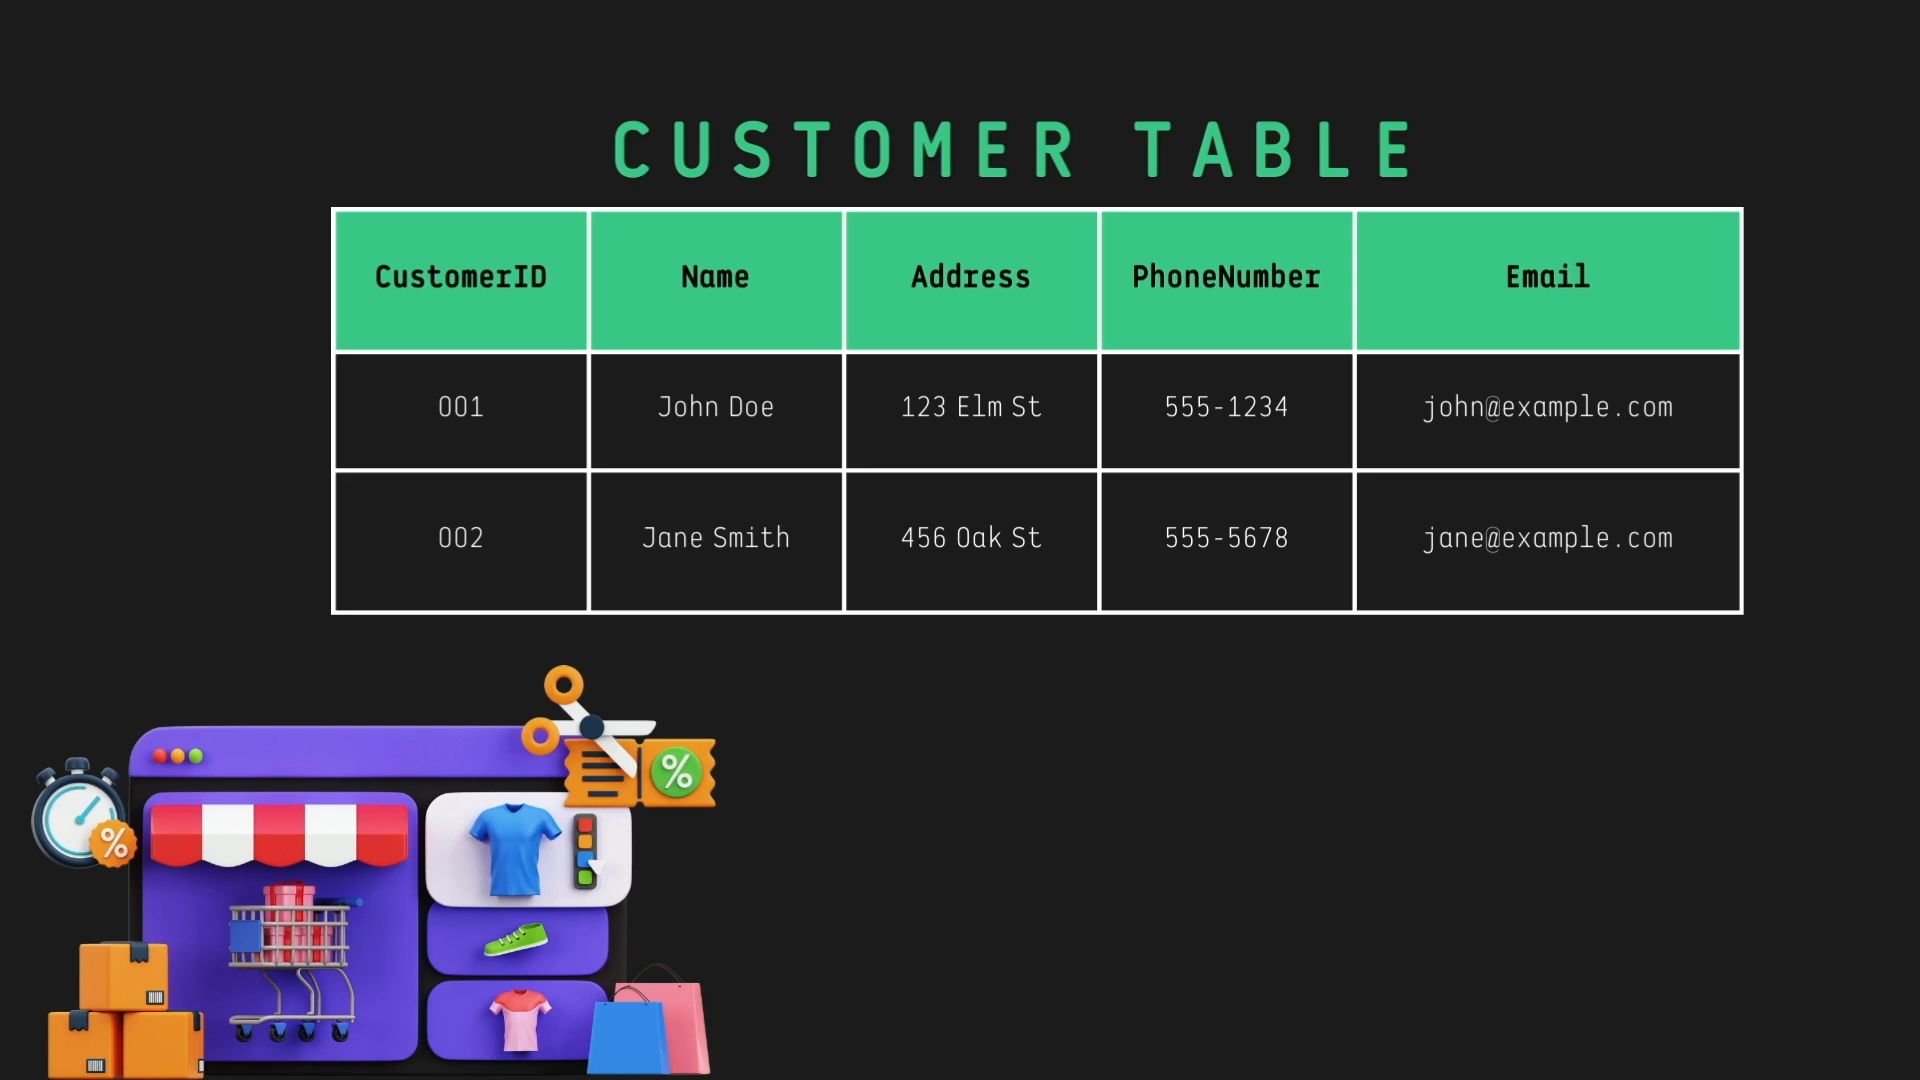 CUSTOMER TABLE
CustomerID Name Address PhoneNumber Email
001 John Doe 123 Elm St 555-1234 john@example.com
002 Jane Smith 456 Oak St 555-5678 jane@example.com
%
%